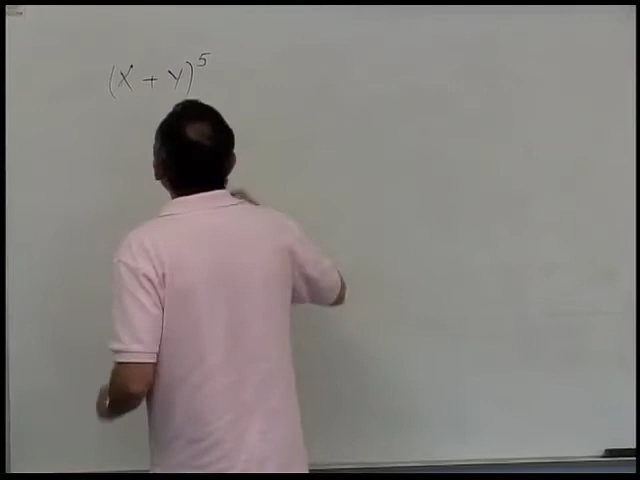 (X + Y)⁵